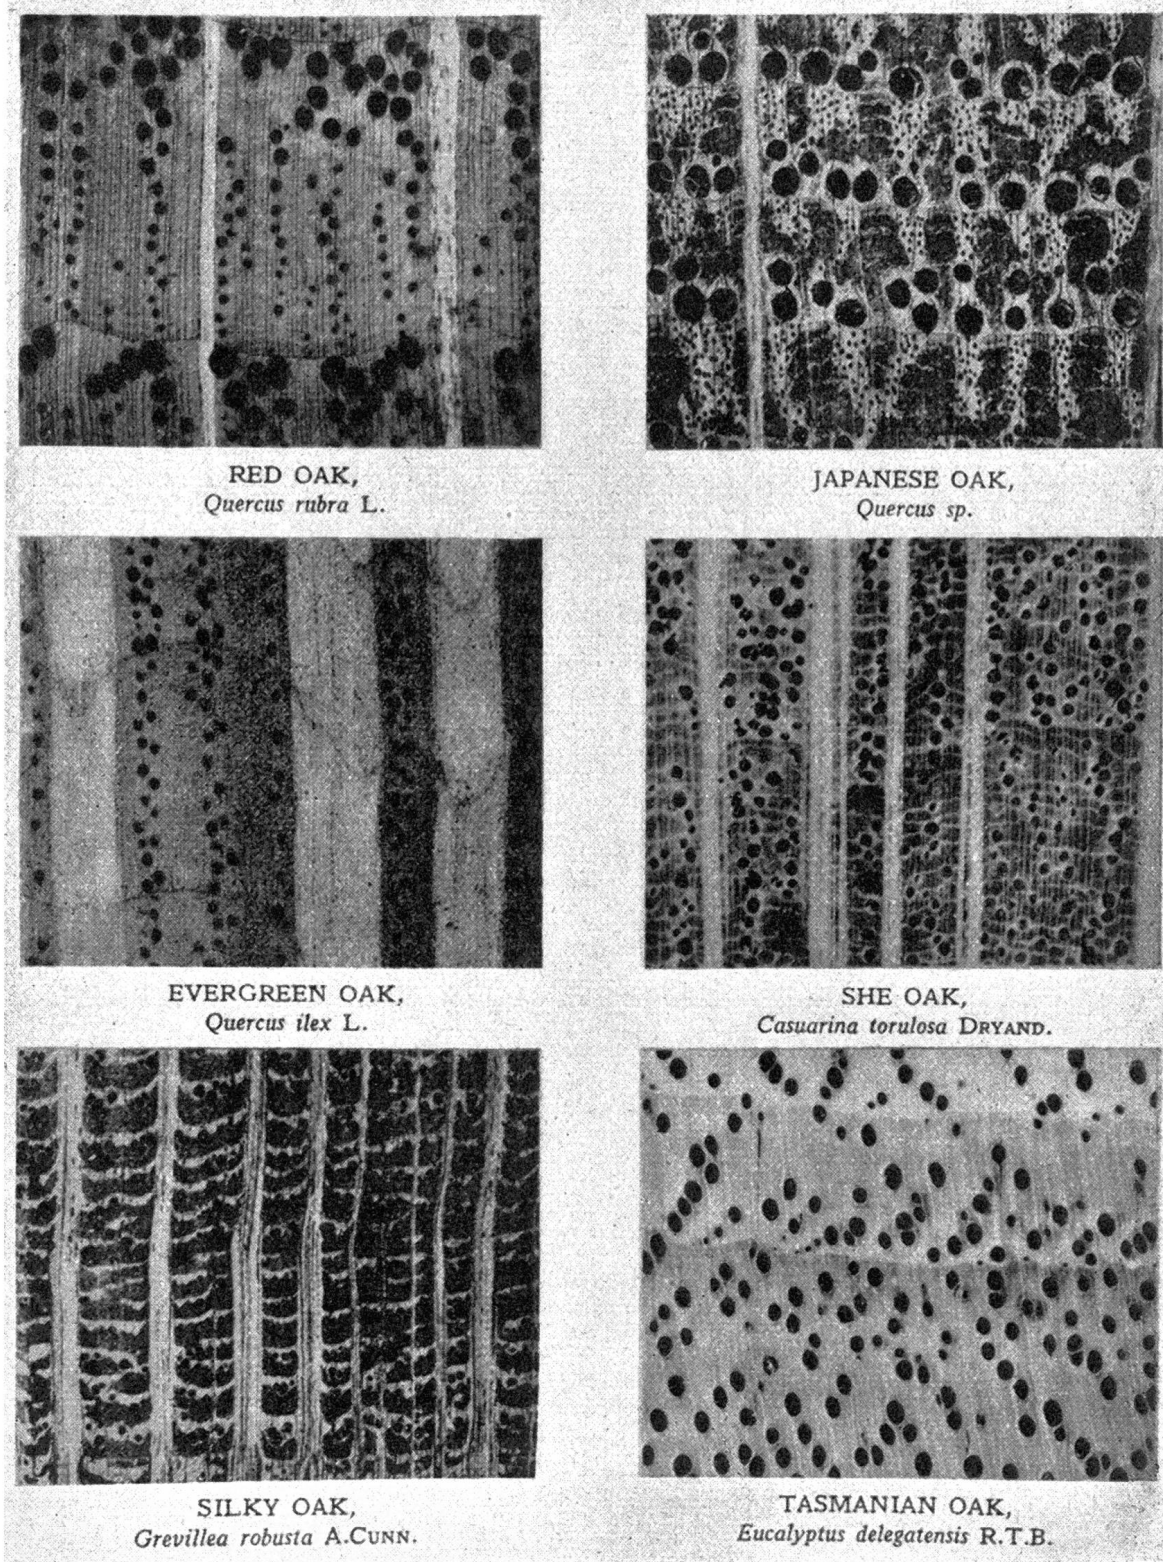 RED OAK,
Quercus rubra L.
JAPANESE OAK,
Quercus sp.
EVERGREEN OAK,
Quercus ilex L.
SHE OAK,
Casuarina torulosa DRYAND.
SILKY OAK,
Grevillea robusta A.CUNN.
TASMANIAN OAK,
Eucalyptus delegatensis R.T.B.